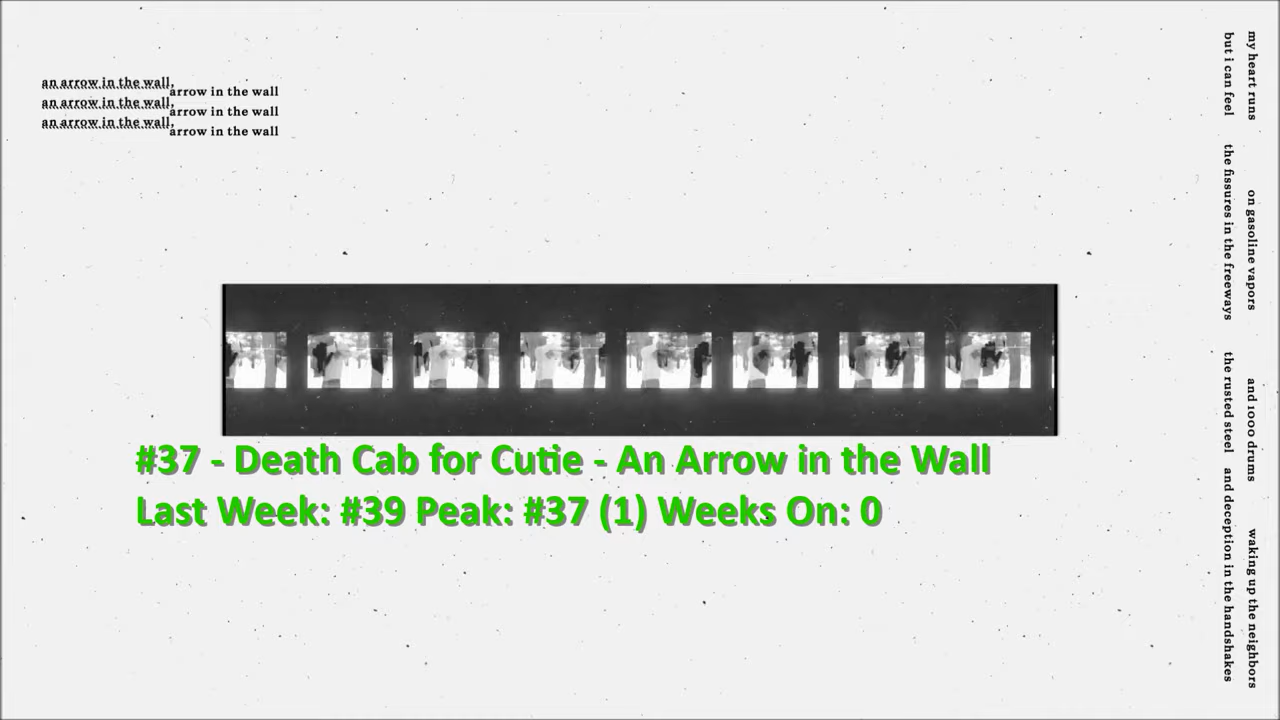 an arrow in the wall,
arrow in the wall
an arrow in the wall,
arrow in the wall
an arrow in the wall,
arrow in the wall
my heart runs on gasoline vapors and 1000 drums waking up the neighbors
but i can feel the fissures in the freeways the rusted steel and deception in the handshakes
#37 - Death Cab for Cutie - An Arrow in the Wall
Last Week: #39 Peak: #37 (1) Weeks On: 0